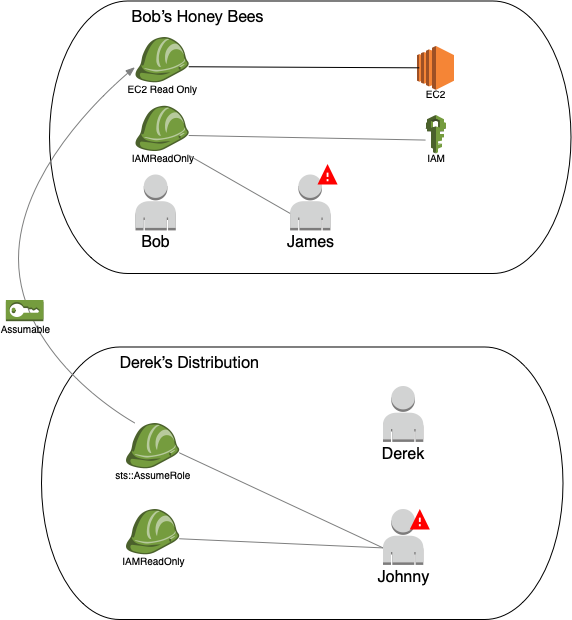 Bob's Honey Bees
EC2 Read Only
EC2
IAMReadOnly
IAM
Bob
James
Assumable
Derek's Distribution
Derek
sts::AssumeRole
IAMReadOnly
Johnny